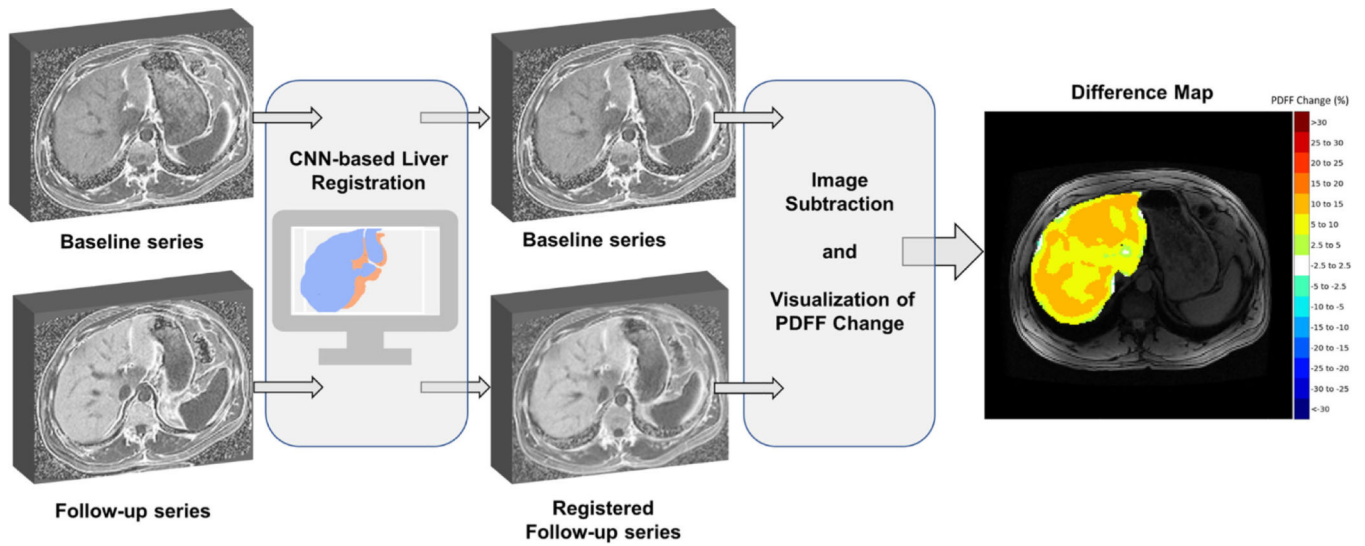 Baseline series
Follow-up series
CNN-based Liver
Registration
Baseline series
Registered
Follow-up series
Image
Subtraction
and
Visualization of
PDFF Change
Difference Map
PDFF Change (%)
>30
25 to 30
20 to 25
15 to 20
10 to 15
5 to 10
2.5 to 5
-2.5 to 2.5
-5 to -2.5
-10 to -5
-15 to -10
-20 to -15
-25 to -20
-30 to -25
<-30